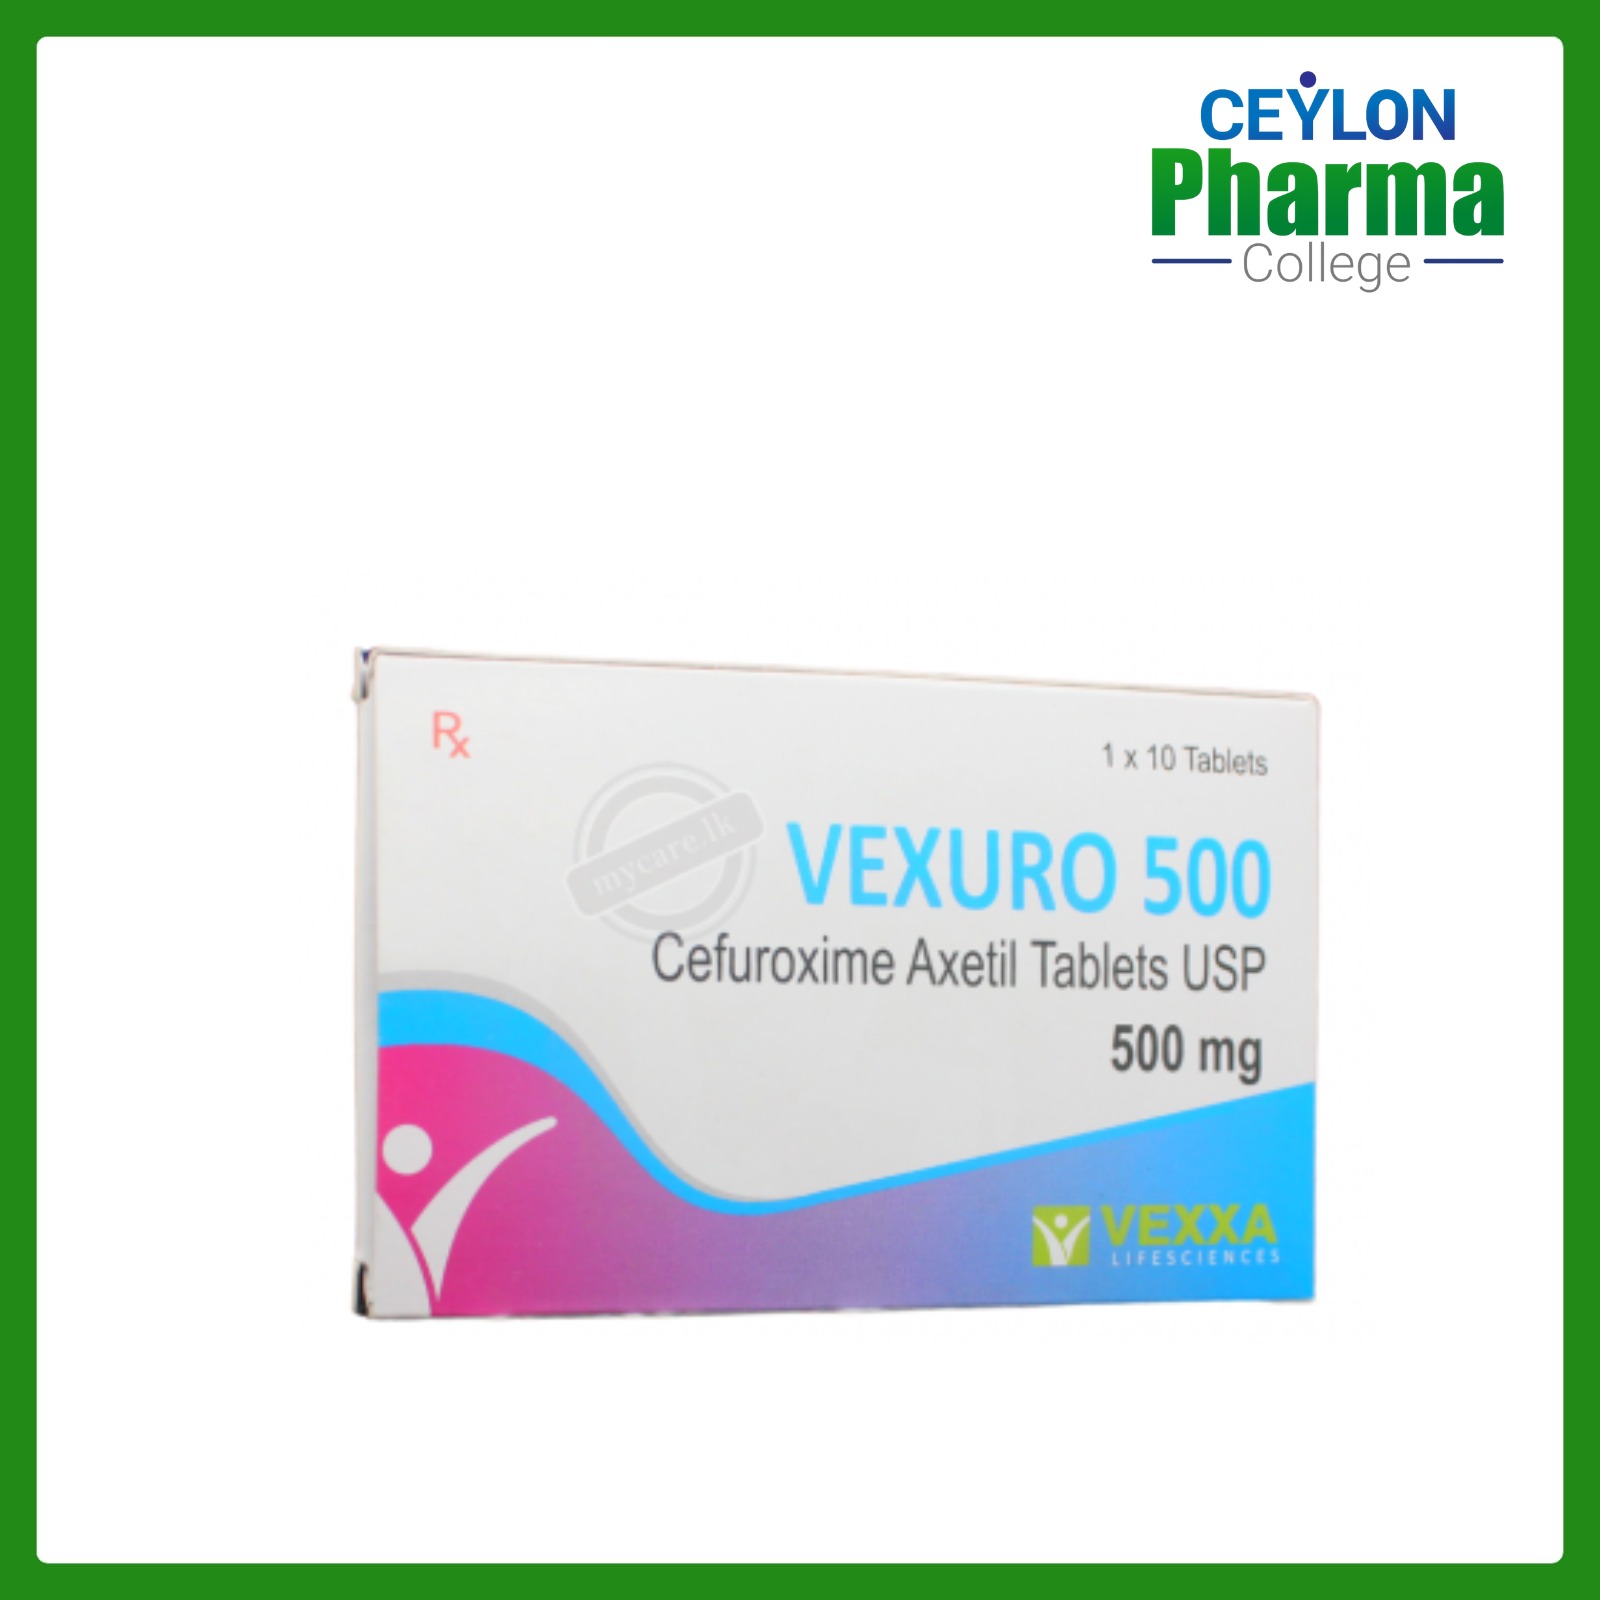 CEYLON
Pharma
College
Rx
1 x 10 Tablets
mycare.lk
VEXURO 500
Cefuroxime Axetil Tablets USP
500 mg
VEXXA
LIFESCIENCES